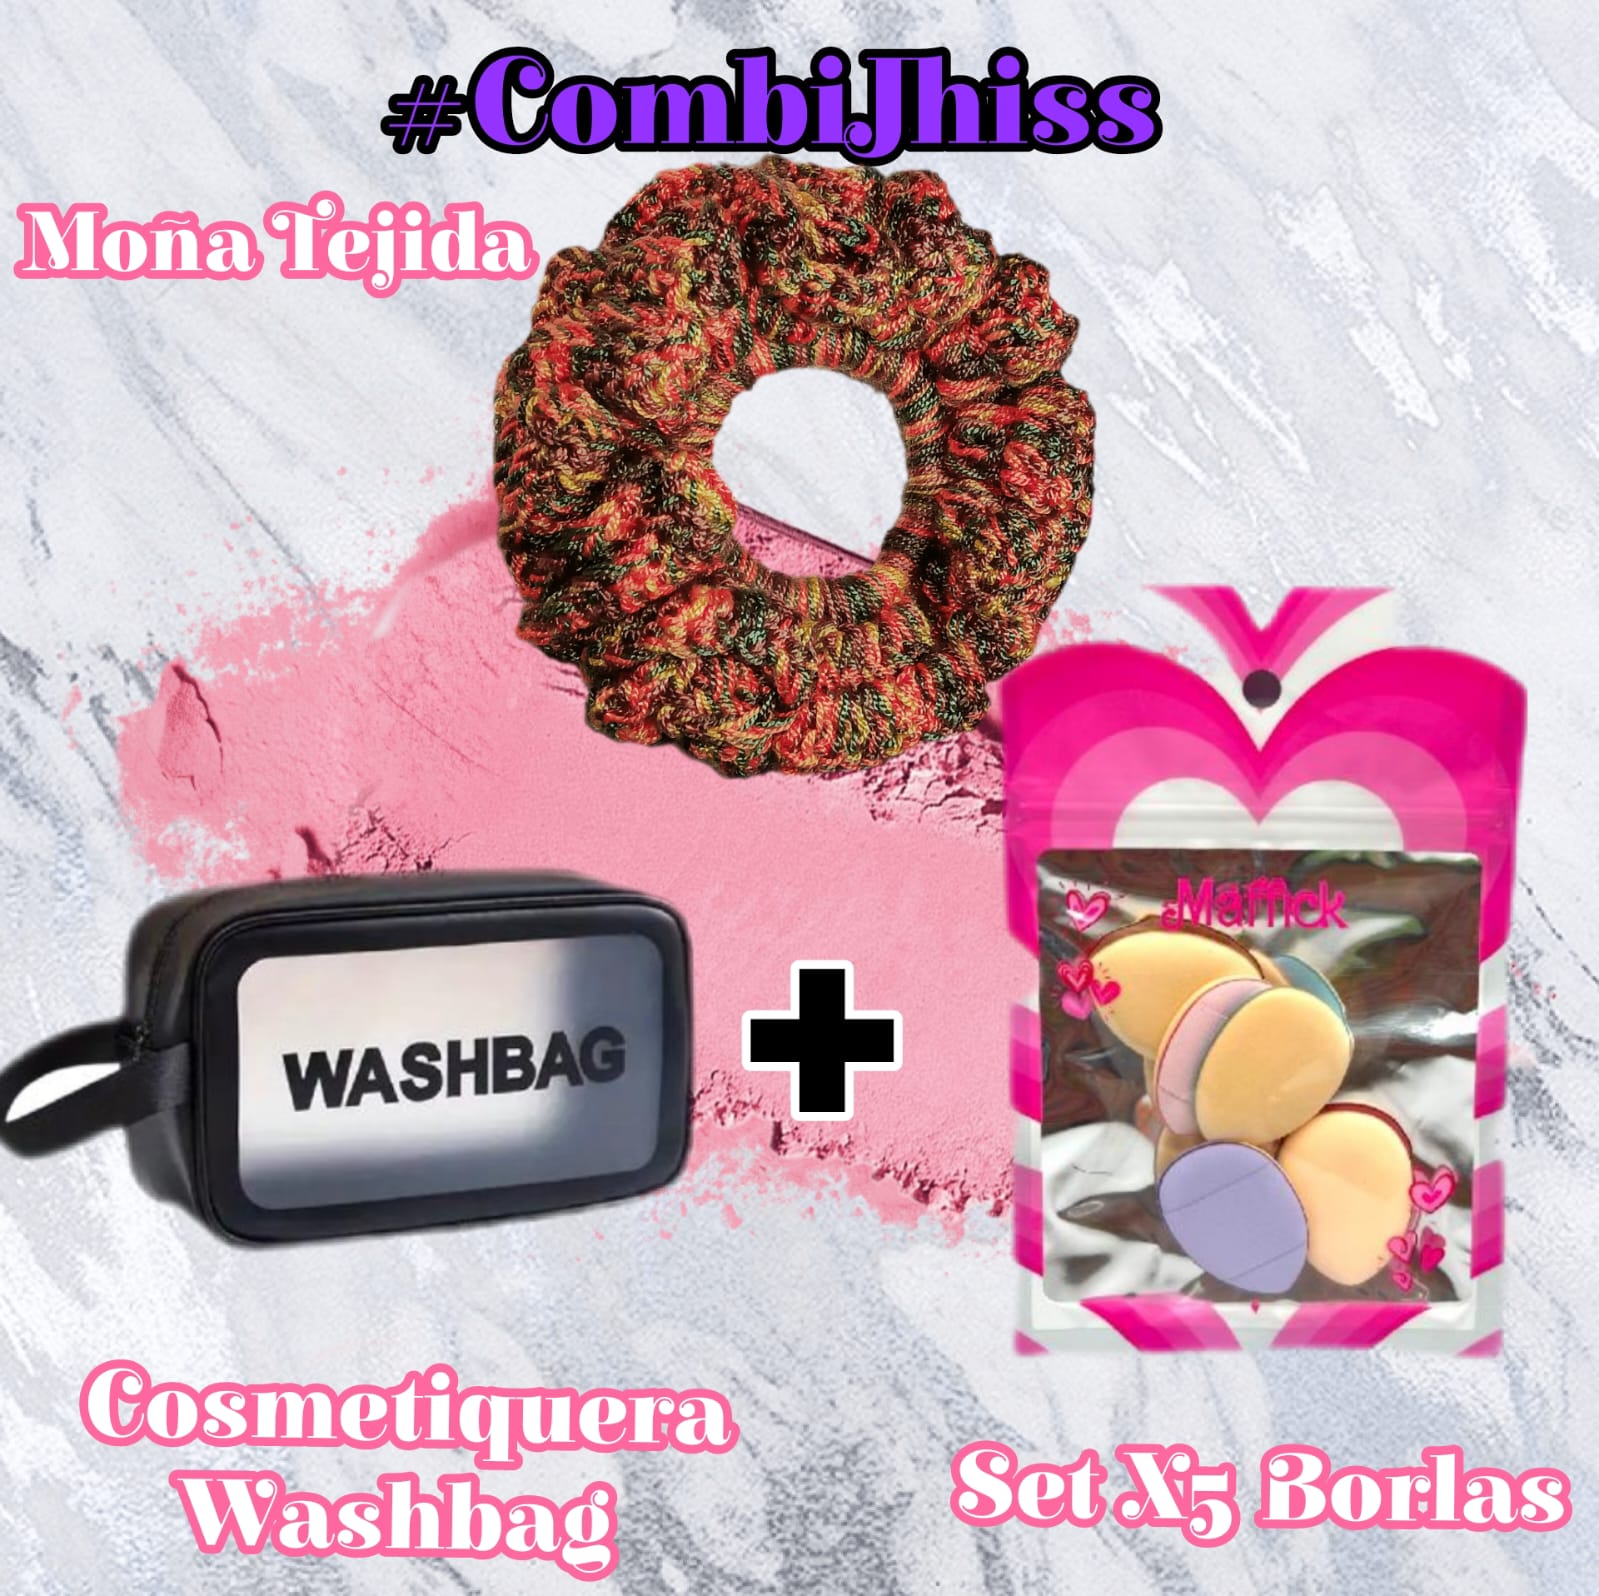 #CombiJhiss
Moña Tejida
Maffick
WASHBAG
Cosmetiquera
Washbag
Set X5 Borlas